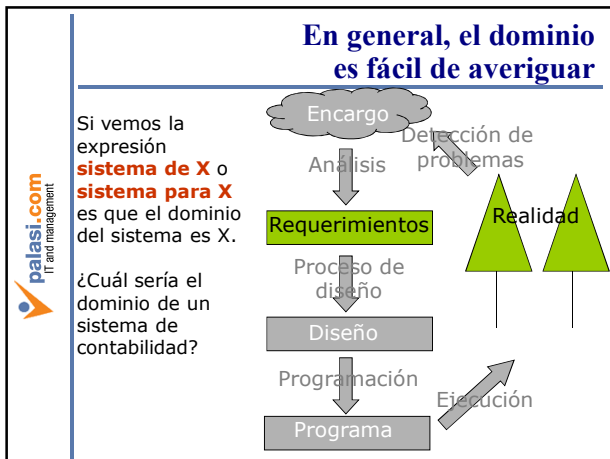 En general, el dominio
es fácil de averiguar
Si vemos la
expresión
sistema de X o
sistema para X
es que el dominio
del sistema es X.
¿Cuál sería el
dominio de un
sistema de
contabilidad?
palasi.com
IT and management
Encargo
Detección de
problemas
Análisis
Realidad
Requerimientos
Proceso de
diseño
Diseño
Programación
Ejecución
Programa